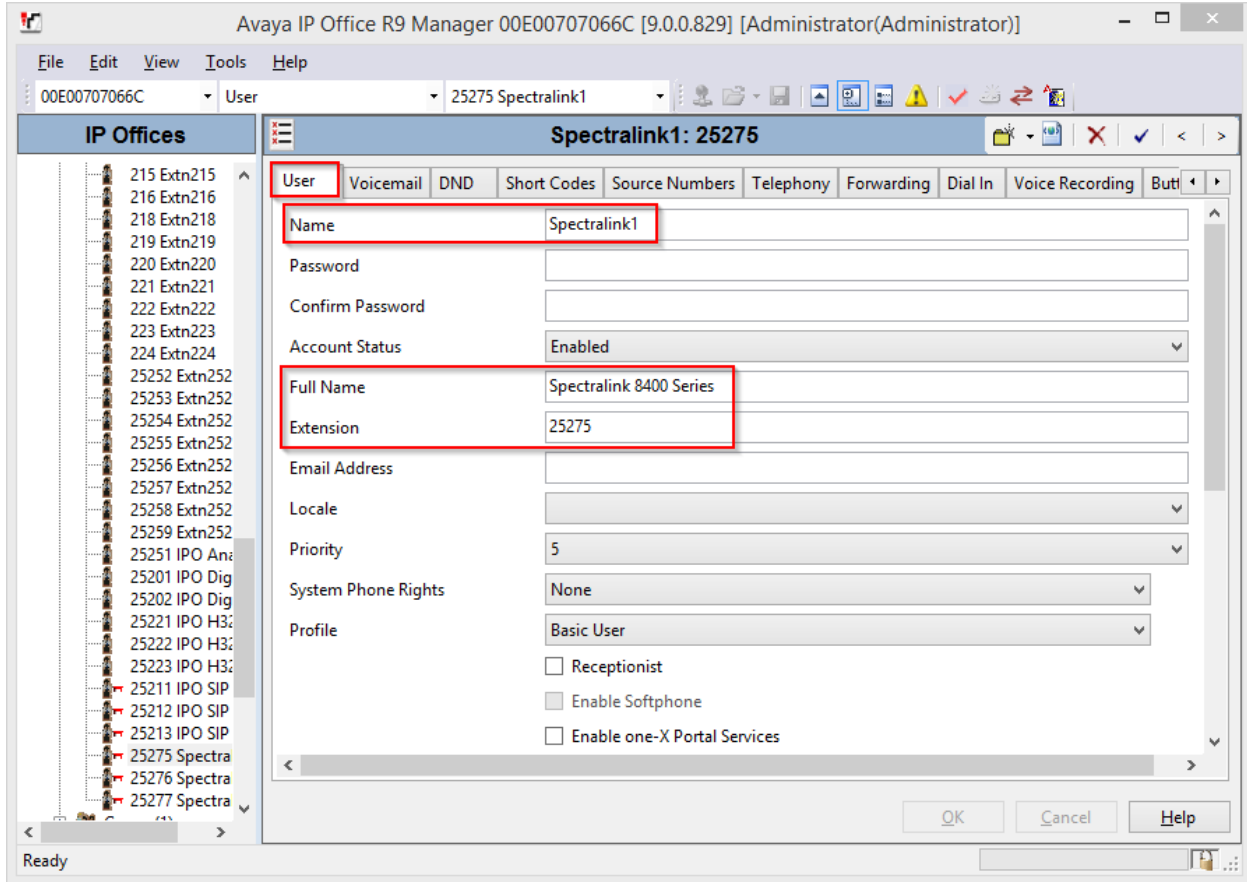 Avaya IP Office R9 Manager 00E00707066C [9.0.0.829] [Administrator(Administrator)]
File Edit View Tools Help
00E00707066C User 25275 Spectralink1
IP Offices
215 Extn215
216 Extn216
218 Extn218
219 Extn219
220 Extn220
221 Extn221
222 Extn222
223 Extn223
224 Extn224
25252 Extn252
25253 Extn252
25254 Extn252
25255 Extn252
25256 Extn252
25257 Extn252
25258 Extn252
25259 Extn252
25251 IPO Ana
25201 IPO Dig
25202 IPO Dig
25221 IPO H32
25222 IPO H32
25223 IPO H32
25211 IPO SIP
25212 IPO SIP
25213 IPO SIP
25275 Spectra
25276 Spectra
25277 Spectra
Spectralink1: 25275
User Voicemail DND Short Codes Source Numbers Telephony Forwarding Dial In Voice Recording Butt
Name Spectralink1
Password
Confirm Password
Account Status Enabled
Full Name Spectralink 8400 Series
Extension 25275
Email Address
Locale
Priority 5
System Phone Rights None
Profile Basic User
Receptionist
Enable Softphone
Enable one-X Portal Services
OK Cancel Help
Ready